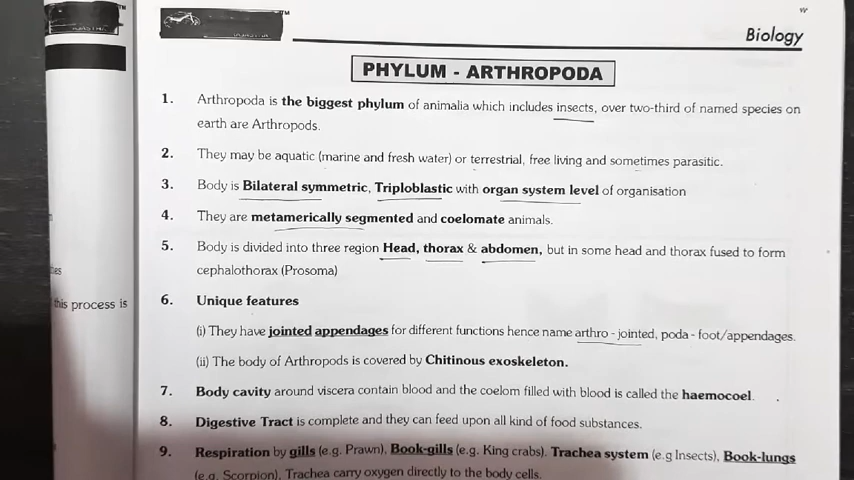 Biology
PHYLUM - ARTHROPODA
1. Arthropoda is the biggest phylum of animalia which includes insects, over two-third of named species on
earth are Arthropods.
2. They may be aquatic (marine and fresh water) or terrestrial, free living and sometimes parasitic.
3. Body is Bilateral symmetric, Triploblastic with organ system level of organisation
4. They are metamerically segmented and coelomate animals.
5. Body is divided into three region Head, thorax & abdomen, but in some head and thorax fused to form
cephalothorax (Prosoma)
this process is
6. Unique features
(i) They have jointed appendages for different functions hence name arthro - jointed, poda - foot/appendages.
(ii) The body of Arthropods is covered by Chitinous exoskeleton.
7. Body cavity around viscera contain blood and the coelom filled with blood is called the haemocoel.
8. Digestive Tract is complete and they can feed upon all kind of food substances.
9. Respiration by gills (e.g. Prawn), Book-gills (e.g. King crabs). Trachea system (e.g Insects), Book-lungs
(e.g. Scorpion), Trachea carry oxygen directly to the body cells.